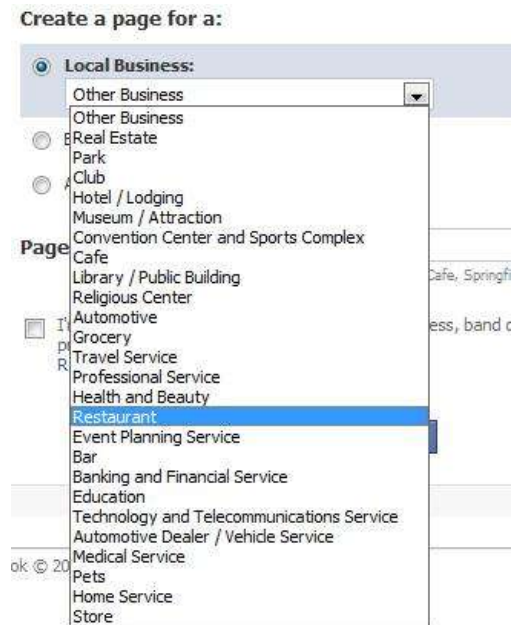 Create a page for a:
Local Business:
Other Business
Other Business
Real Estate
Park
Club
Hotel / Lodging
Museum / Attraction
Convention Center and Sports Complex
Page
Cafe
Cafe, Springfi
Library / Public Building
Religious Center
Automotive
ess, band o
Grocery
Travel Service
Professional Service
Health and Beauty
Restaurant
Event Planning Service
Bar
Banking and Financial Service
Education
Technology and Telecommunications Service
Automotive Dealer / Vehicle Service
Medical Service
ok © 20
Pets
Home Service
Store